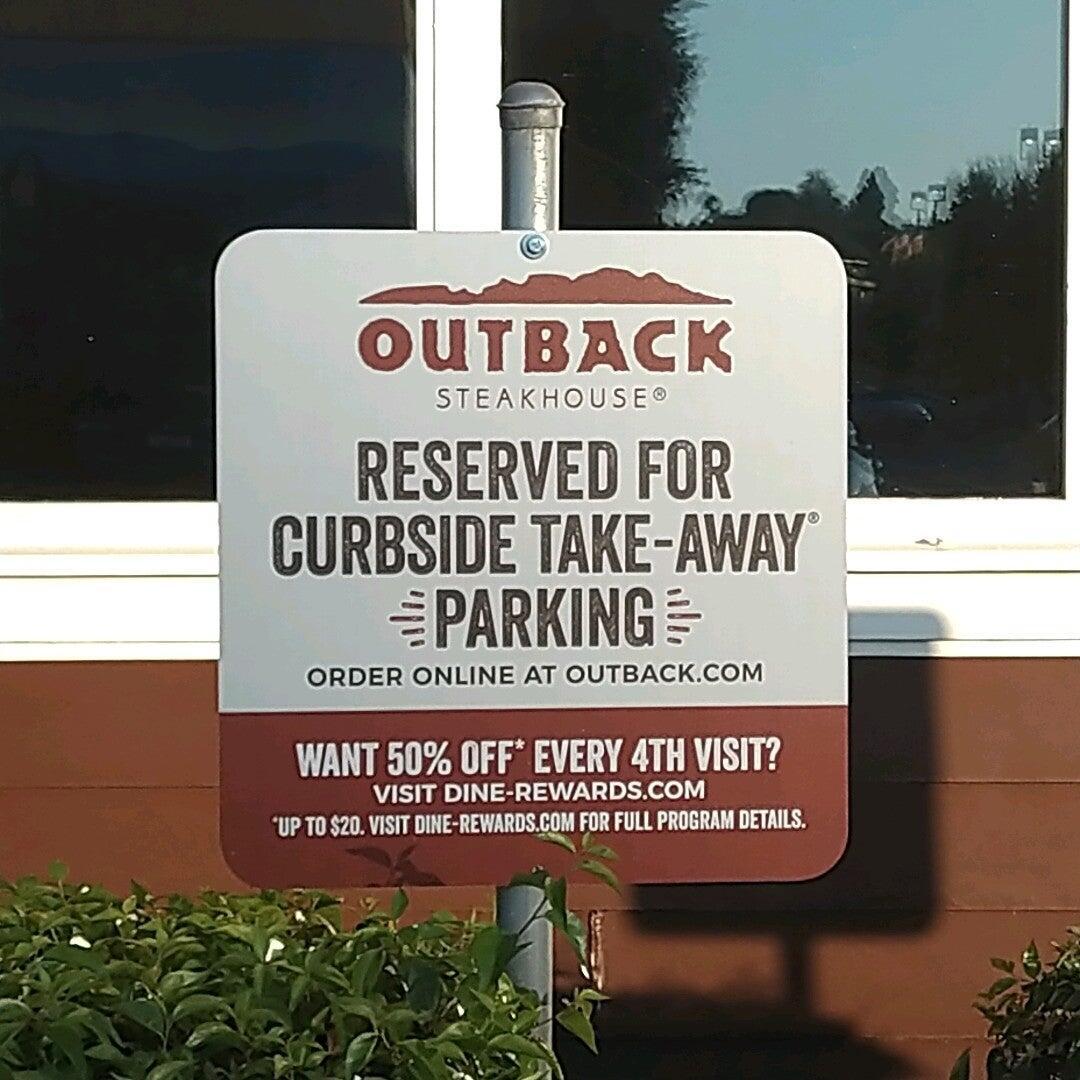 OUTBACK
STEAKHOUSE®
RESERVED FOR
CURBSIDE TAKE-AWAY®
PARKING
ORDER ONLINE AT OUTBACK.COM
WANT 50% OFF* EVERY 4TH VISIT?
VISIT DINE-REWARDS.COM
*UP TO $20. VISIT DINE-REWARDS.COM FOR FULL PROGRAM DETAILS.